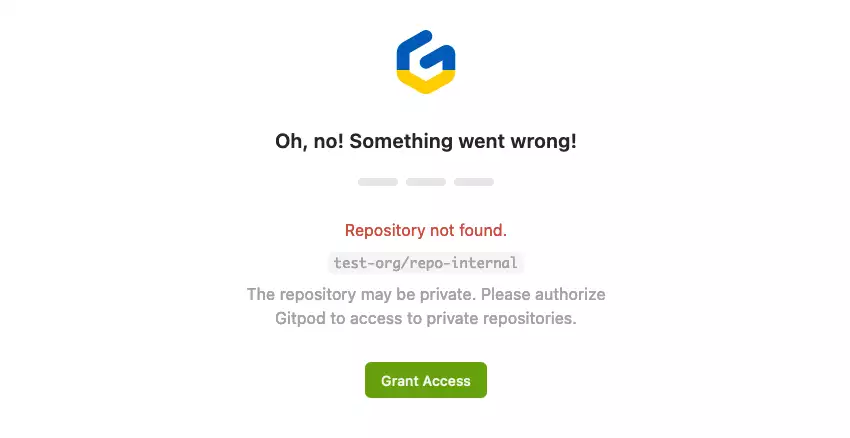 Oh, no! Something went wrong!
Repository not found.
test-org/repo-internal
The repository may be private. Please authorize
Gitpod to access to private repositories.
Grant Access